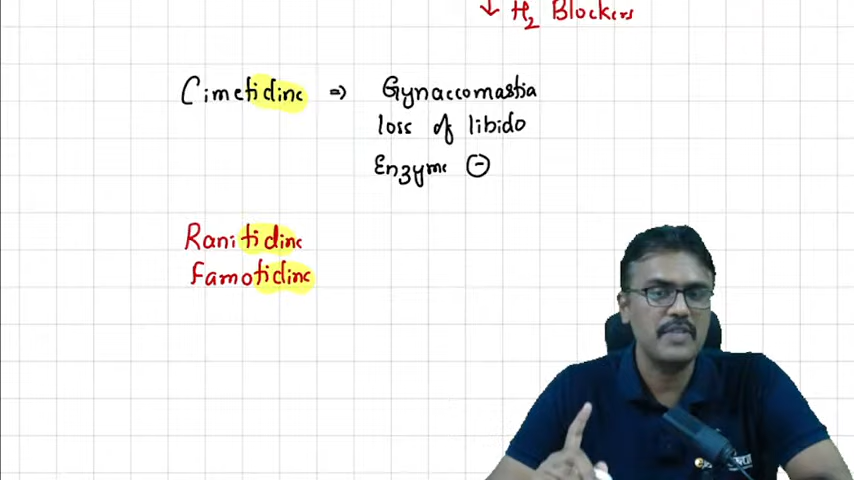 ↓ H₂ Blockers
Cimetidine ⇒ Gynaecomastia
loss of libido
Enzyme ⊖
Ranitidine
Famotidine